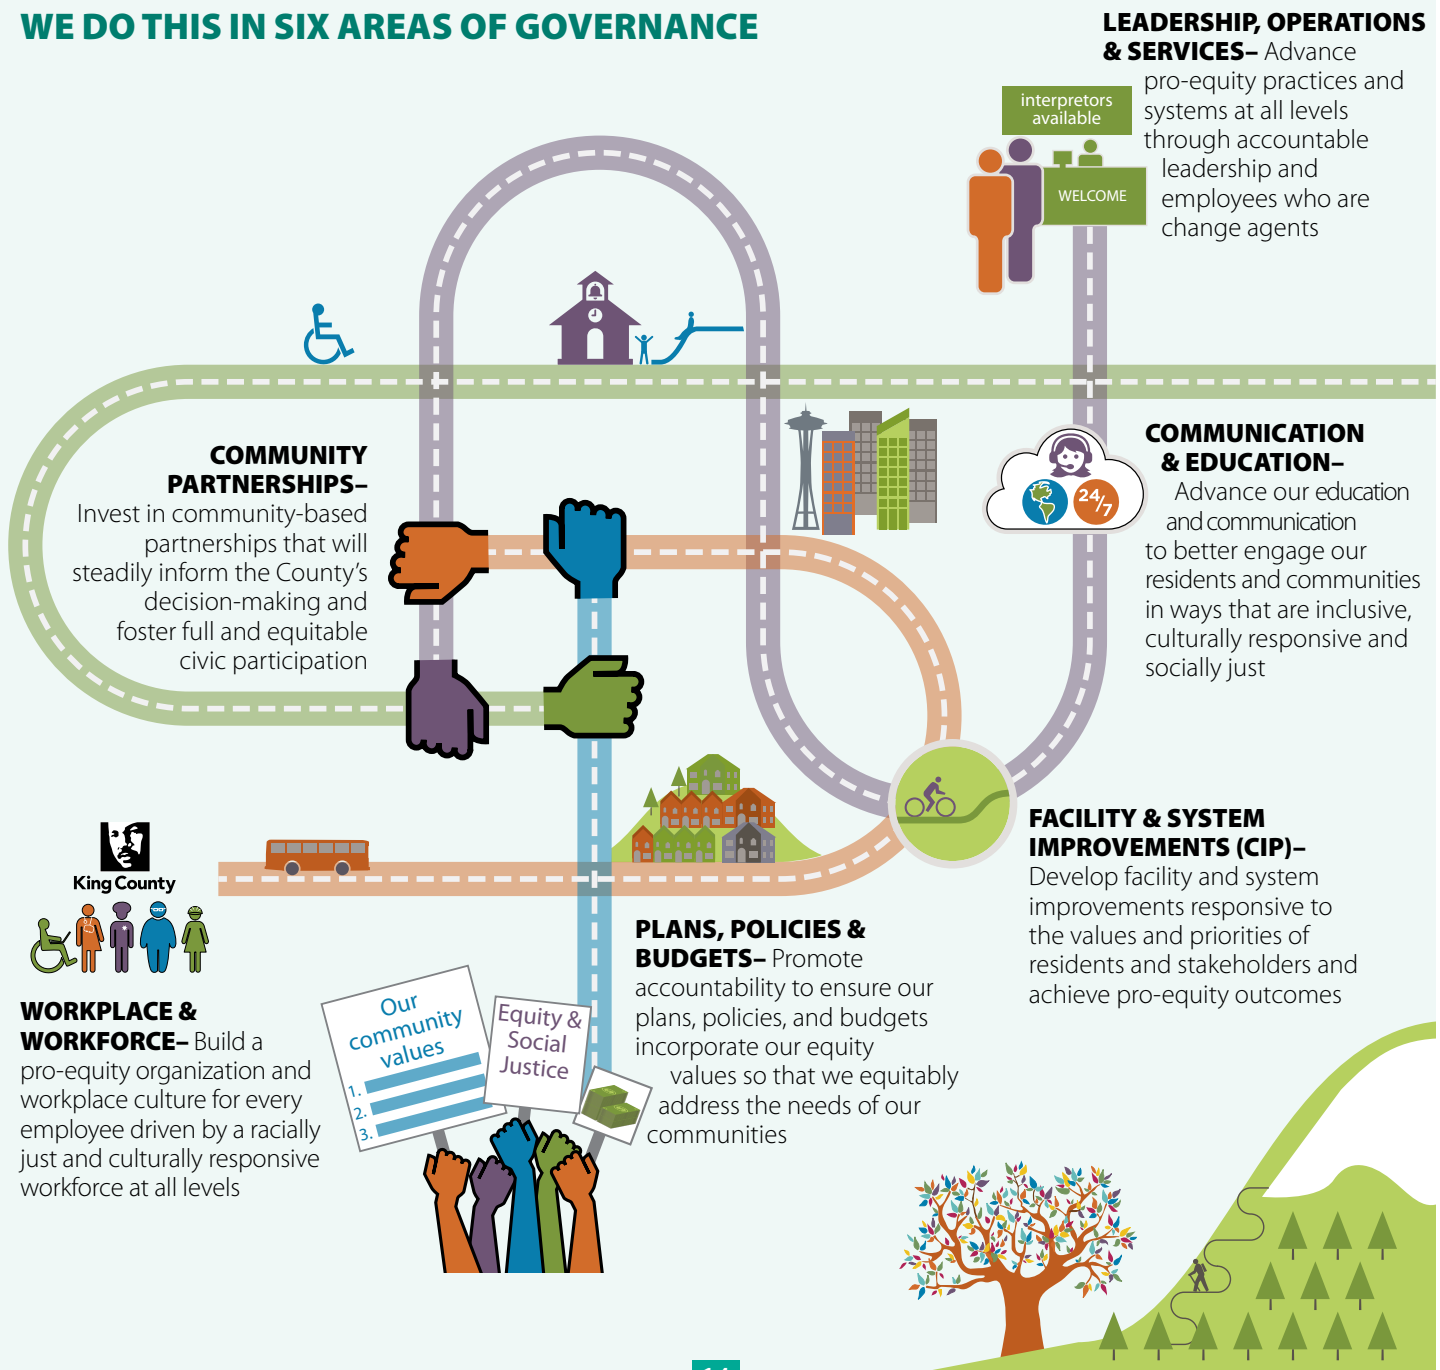 WE DO THIS IN SIX AREAS OF GOVERNANCE
LEADERSHIP, OPERATIONS
& SERVICES– Advance
pro-equity practices and
systems at all levels
through accountable
leadership and
employees who are
change agents
interpretors
available
WELCOME
COMMUNITY
PARTNERSHIPS–
Invest in community-based
partnerships that will
steadily inform the County's
decision-making and
foster full and equitable
civic participation
COMMUNICATION
& EDUCATION–
Advance our education
and communication
to better engage our
residents and communities
in ways that are inclusive,
culturally responsive and
socially just
24/7
King County
WORKPLACE &
WORKFORCE– Build a
pro-equity organization and
workplace culture for every
employee driven by a racially
just and culturally responsive
workforce at all levels
Our
community
values
1.
2.
3.
Equity &
Social
Justice
PLANS, POLICIES &
BUDGETS– Promote
accountability to ensure our
plans, policies, and budgets
incorporate our equity
values so that we equitably
address the needs of our
communities
FACILITY & SYSTEM
IMPROVEMENTS (CIP)–
Develop facility and system
improvements responsive to
the values and priorities of
residents and stakeholders and
achieve pro-equity outcomes